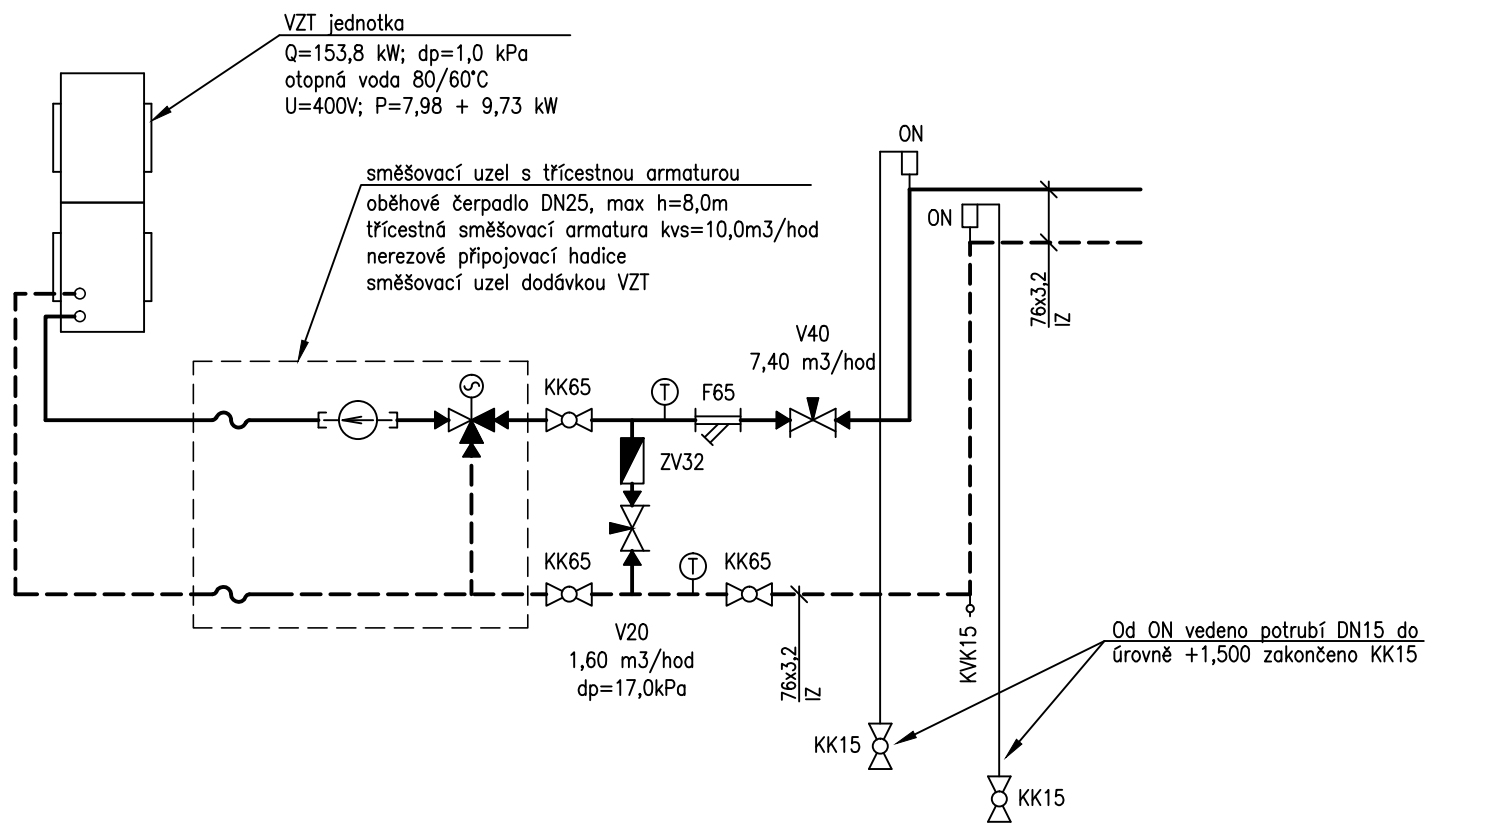 VZT jednotka
Q=153,8 kW; dp=1,0 kPa
otopná voda 80/60°C
U=400V; P=7,98 + 9,73 kW
směšovací uzel s třícestnou armaturou
oběhové čerpadlo DN25, max h=8,0m
třícestná směšovací armatura kvs=10,0m3/hod
nerezové připojovací hadice
směšovací uzel dodávkou VZT
ON
ON
76x3,2
IZ
V40
7,40 m3/hod
S
KK65
T
F65
ZV32
KK65
T
KK65
V20
1,60 m3/hod
dp=17,0kPa
76x3,2
IZ
KVK15
Od ON vedeno potrubí DN15 do
úrovně +1,500 zakončeno KK15
KK15
KK15